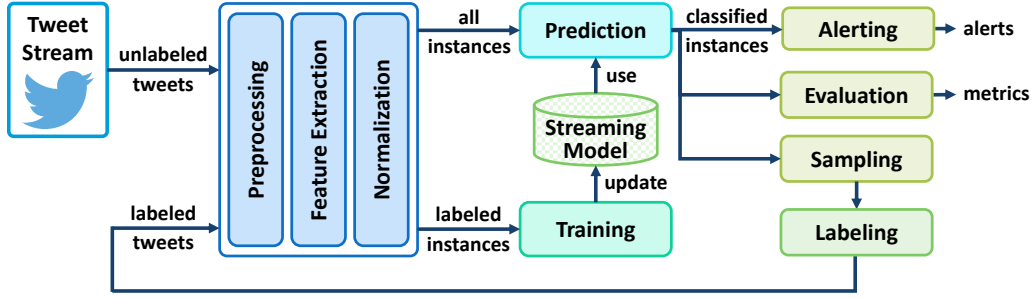 Tweet
Stream
unlabeled
tweets
labeled
tweets
Preprocessing
Feature Extraction
Normalization
all
instances
labeled
instances
Prediction
use
Streaming
Model
update
Training
classified
instances
Alerting
alerts
Evaluation
metrics
Sampling
Labeling